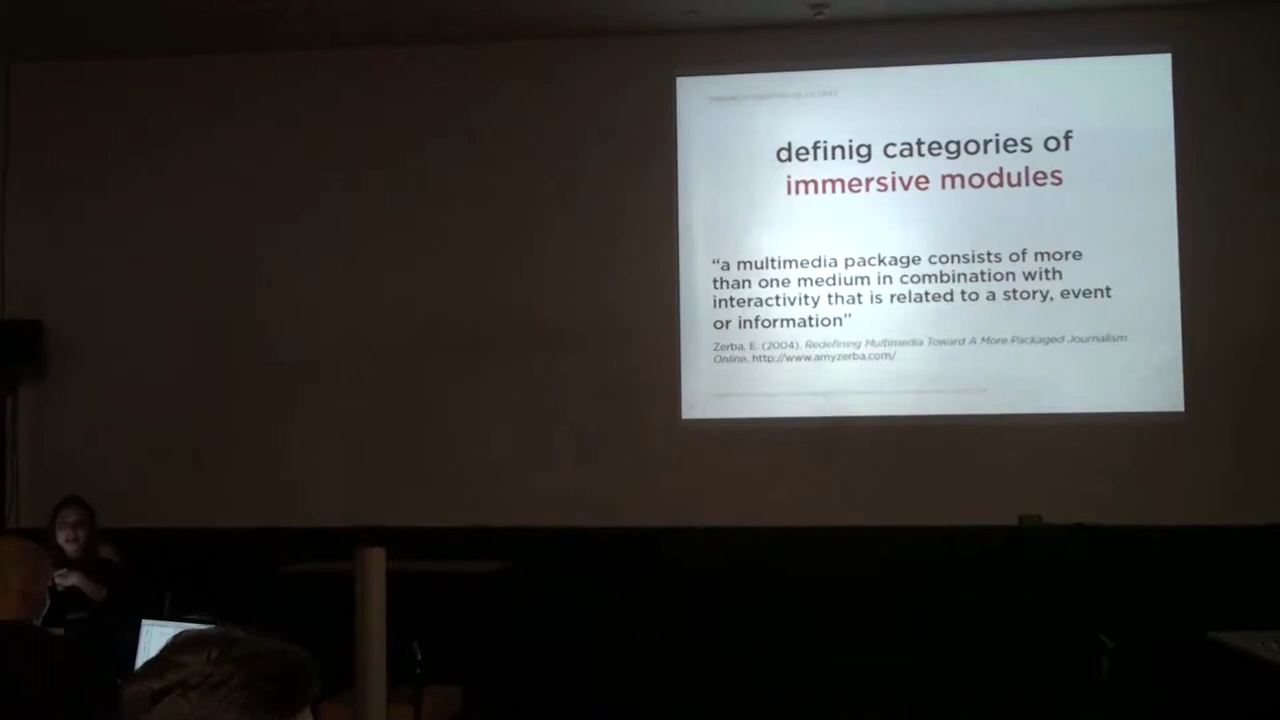 definig categories of
immersive modules
“a multimedia package consists of more
than one medium in combination with
interactivity that is related to a story, event
or information”
Zerba, E. (2004). Redefining Multimedia Toward A More Packaged Journalism
Online. http://www.amyzerba.com/